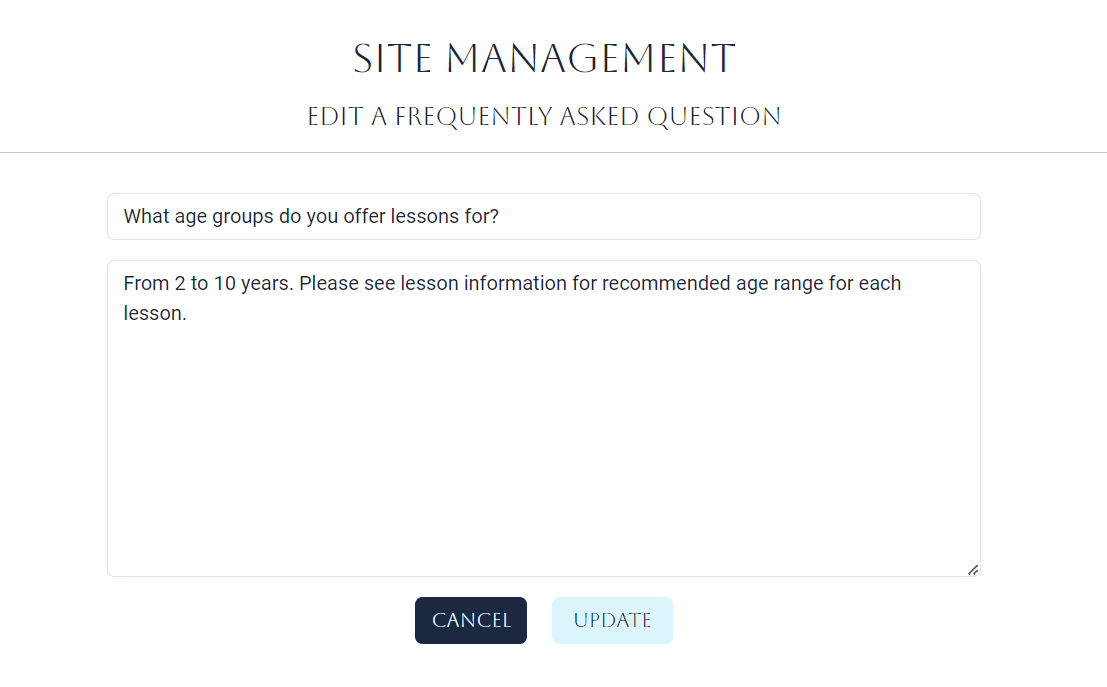 SITE MANAGEMENT
EDIT A FREQUENTLY ASKED QUESTION
What age groups do you offer lessons for?
From 2 to 10 years. Please see lesson information for recommended age range for each
lesson.
CANCEL
UPDATE